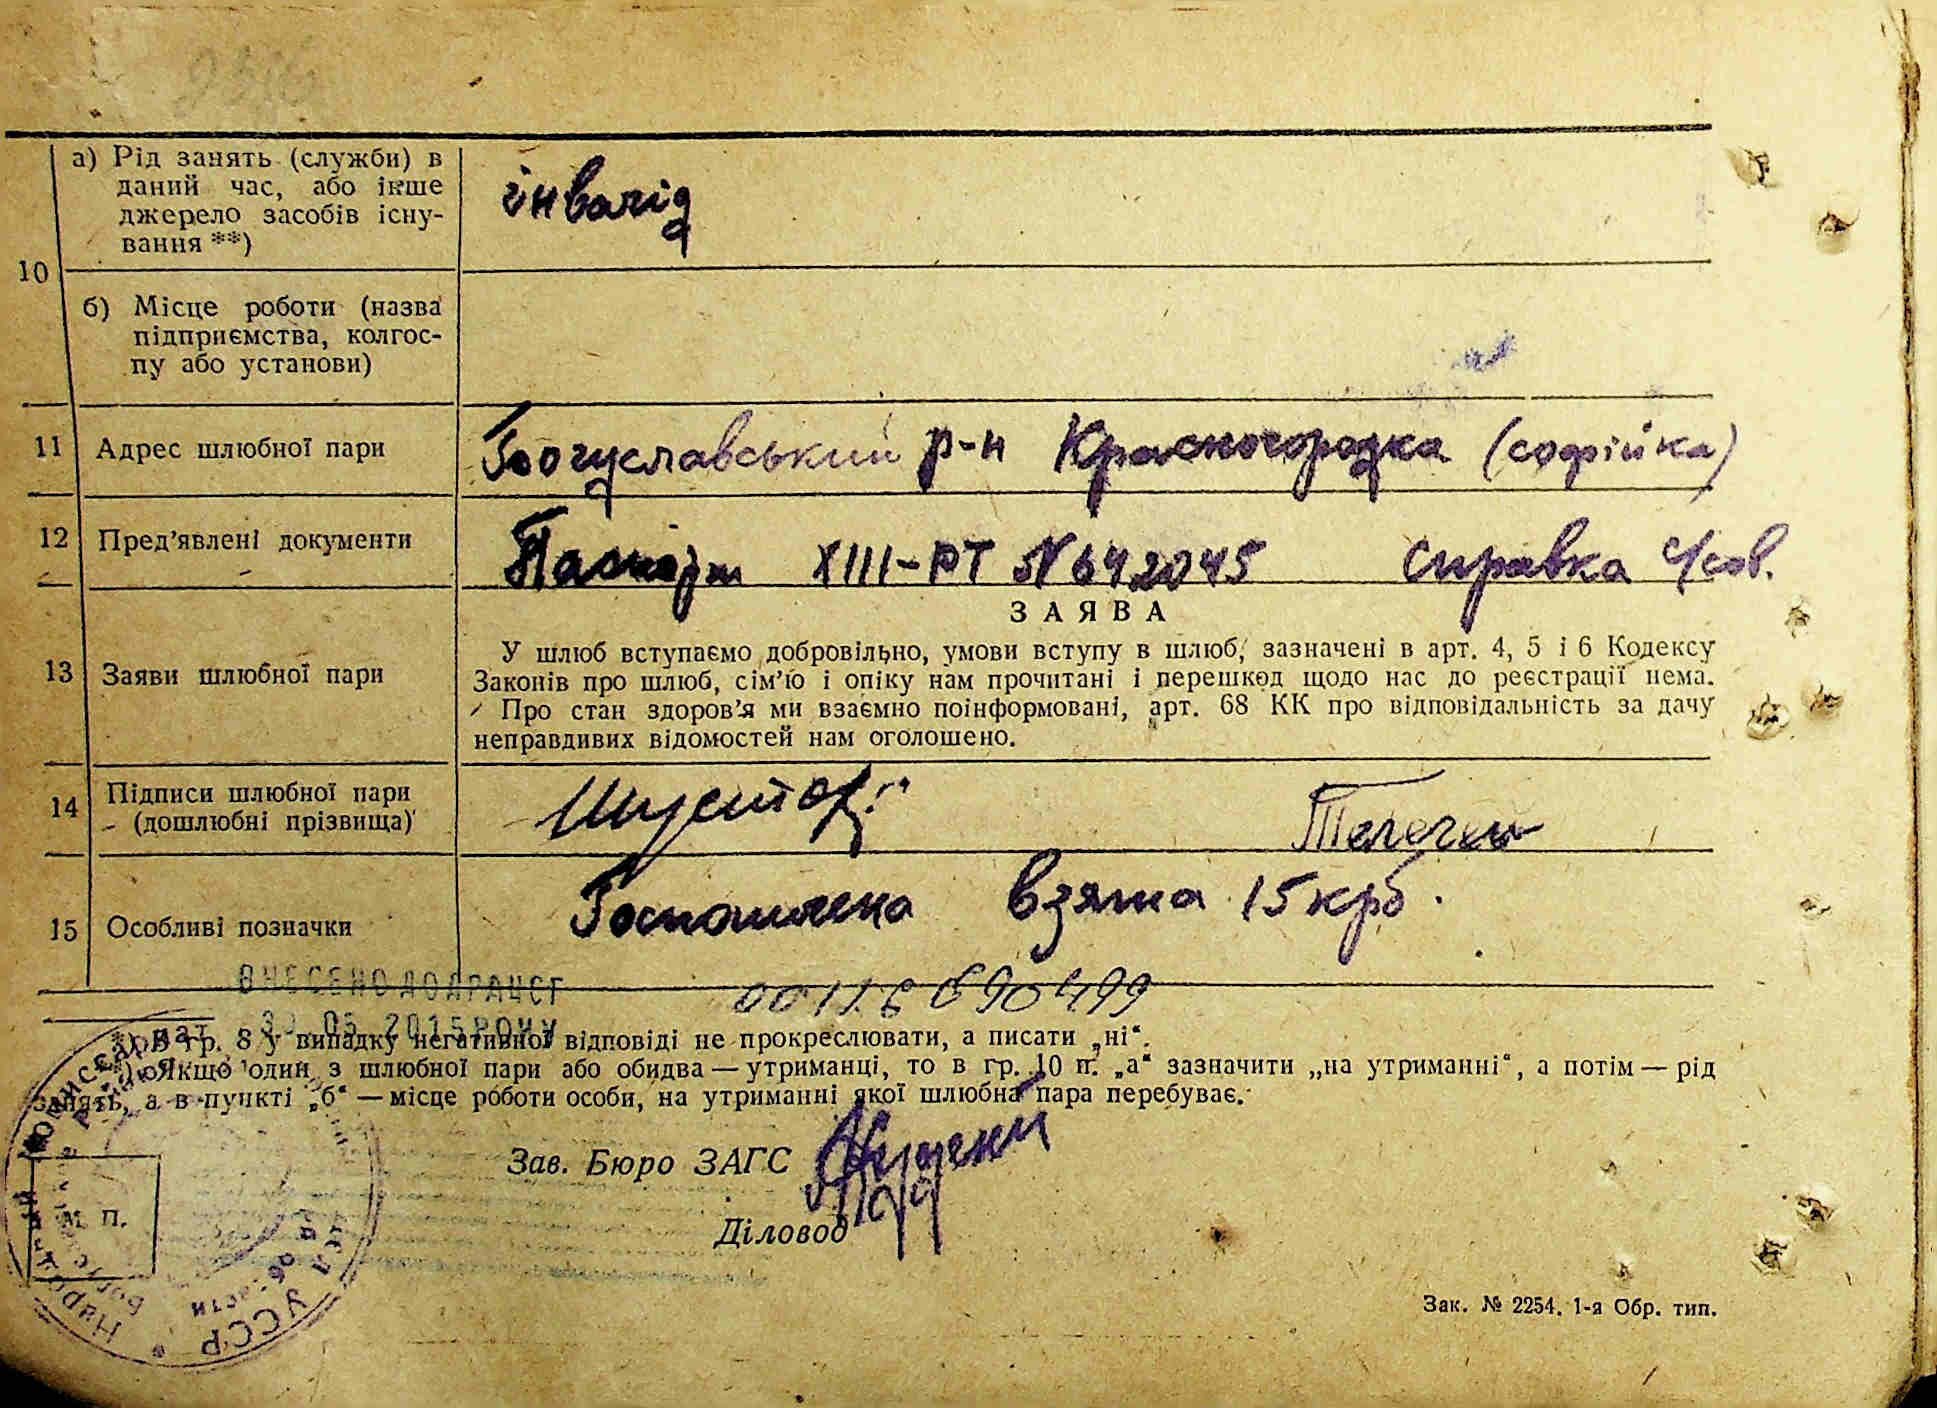 10 а) Рід занять (служби) в
даний час, або інше
джерело засобів існу-
вання **)
інвалід
б) Місце роботи (назва
підприємства, колгос-
пу або установи)
11 Адрес шлюбної пари
Богуславський р-н Красногородка (софійка)
12 Пред'явлені документи
Паспорт XIII-РТ № 642045 справка с/сов.
13 Заяви шлюбної пари
ЗАЯВА
У шлюб вступаємо добровільно, умови вступу в шлюб, зазначені в арт. 4, 5 і 6 Кодексу
Законів про шлюб, сім'ю і опіку нам прочитані і перешкод щодо нас до реєстрації нема.
Про стан здоров'я ми взаємно поінформовані, арт. 68 КК про відповідальність за дачу
неправдивих відомостей нам оголошено.
14 Підписи шлюбної пари
(дошлюбні прізвища)
15 Особливі позначки
взята 15 крб.
ВНЕСЕНО ДО ДРАЦСГ
05 2015 РОКУ
00116690499
*) В гр. 8 у випадку негативної відповіді не прокреслювати, а писати „ні“.
**) Якщо один з шлюбної пари або обидва — утриманці, то в гр. 10 п. „а“ зазначити „на утриманні“, а потім — рід
занять, а в пункті „б“ — місце роботи особи, на утриманні якої шлюбна пара перебуває.
Зав. Бюро ЗАГС
Діловод
М. П.
УССР
Зак. № 2254. 1-я Обр. тип.